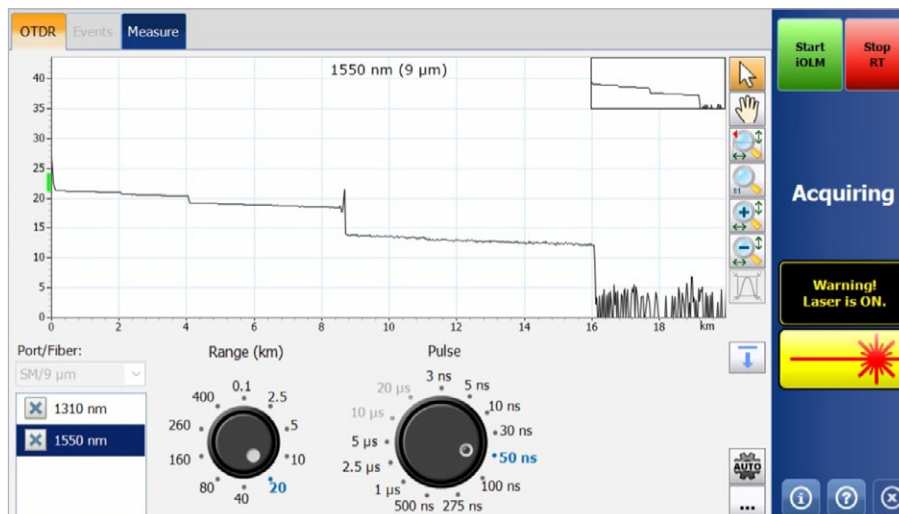 OTDR Events Measure
Start iOLM
Stop RT
1550 nm (9 µm)
40
35
30
25
20
15
10
5
0
0 2 4 6 8 10 12 14 16 18 km
1:1
Acquiring
Warning!
Laser is ON.
Port/Fiber:
SM/9 µm
1310 nm
1550 nm
Range (km)
0.1
2.5
5
10
20
40
80
160
260
400
Pulse
3 ns
5 ns
10 ns
30 ns
50 ns
100 ns
275 ns
500 ns
1 µs
2.5 µs
5 µs
10 µs
20 µs
AUTO
...